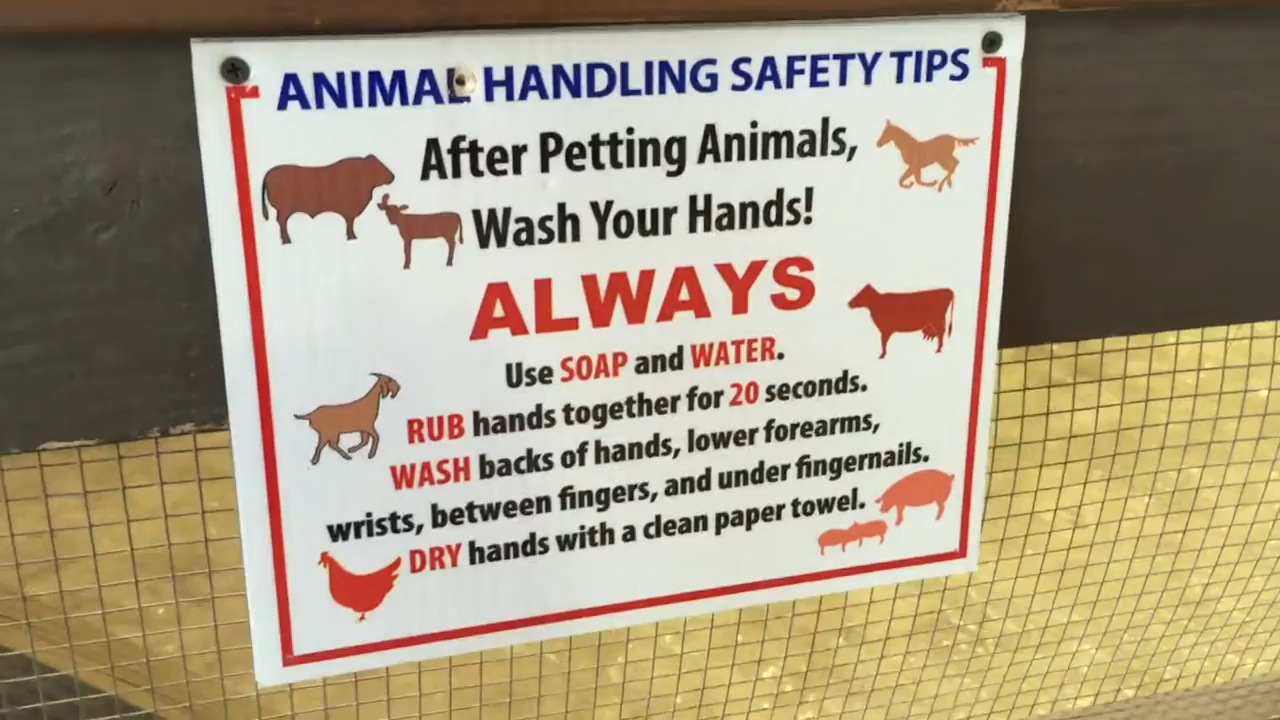 ANIMAL HANDLING SAFETY TIPS
After Petting Animals,
Wash Your Hands!
ALWAYS
Use SOAP and WATER.
RUB hands together for 20 seconds.
WASH backs of hands, lower forearms,
wrists, between fingers, and under fingernails.
DRY hands with a clean paper towel.